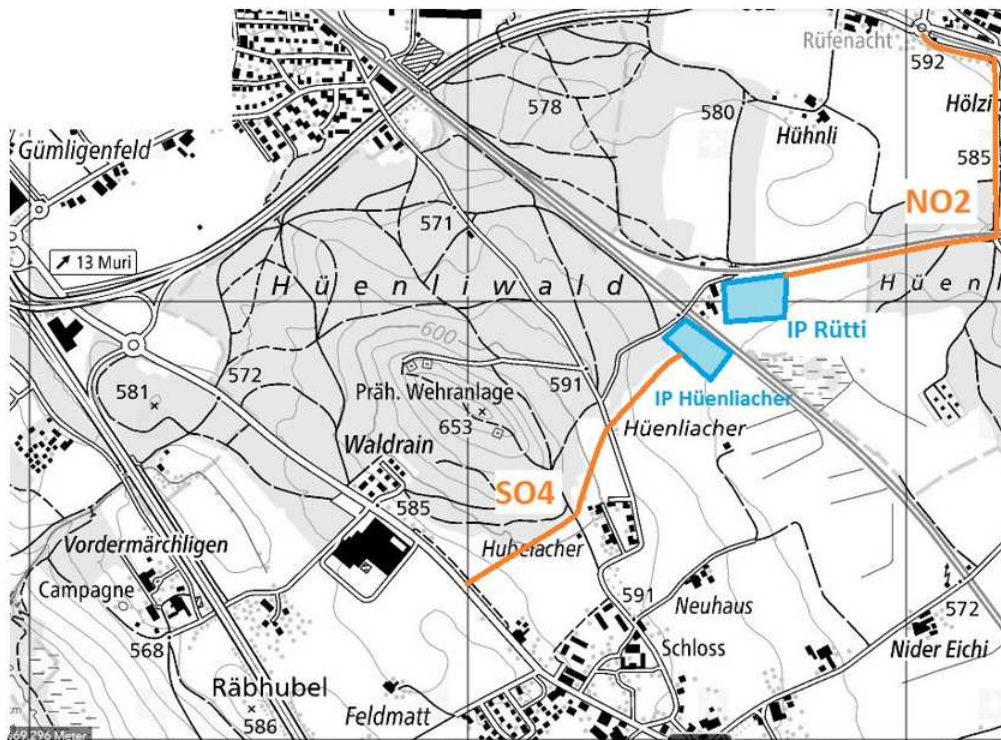 Rüfenacht
592
578
580
Hühnli
585
Gümligenfeld
NO2
571
13 Muri
Hüenliwald
IP Rütti
600
572
591
581
Präh. Wehranlage
IP Hüenliacher
653
Hüenliacher
Waldrain
SO4
585
Hubelacher
Vordermärchligen
Campagne
591
Neuhaus
572
568
Schloss
Nider Eichi
Räbhubel
586
Feldmatt